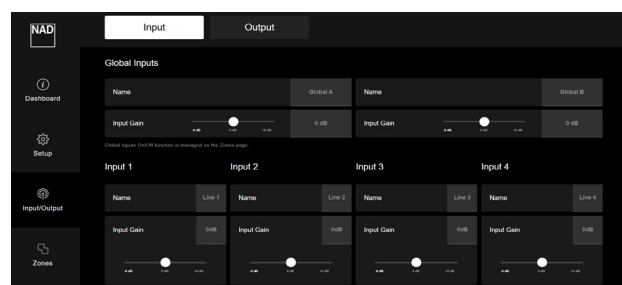 NAD
Input Output
Global Inputs
Name Global A Name Global B
Input Gain 0 dB Input Gain 0 dB
Global Inputs On/Off function is managed on the Zones page.
Input 1 Input 2 Input 3 Input 4
Name Line 1 Name Line 2 Name Line 3 Name Line 4
Input Gain 0dB Input Gain 0dB Input Gain 0dB Input Gain 0dB
Dashboard
Setup
Input/Output
Zones